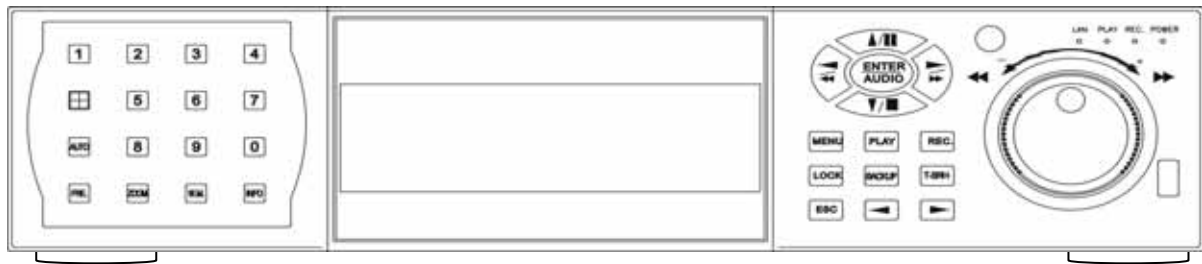 1 2 3 4
5 6 7
AUTO 8 9 0
ZOOM INFO
▲/▮▮
ENTER
AUDIO
▼/■
LAN PLAY REC. POWER
− +
MENU PLAY REC.
LOCK BACKUP
ESC